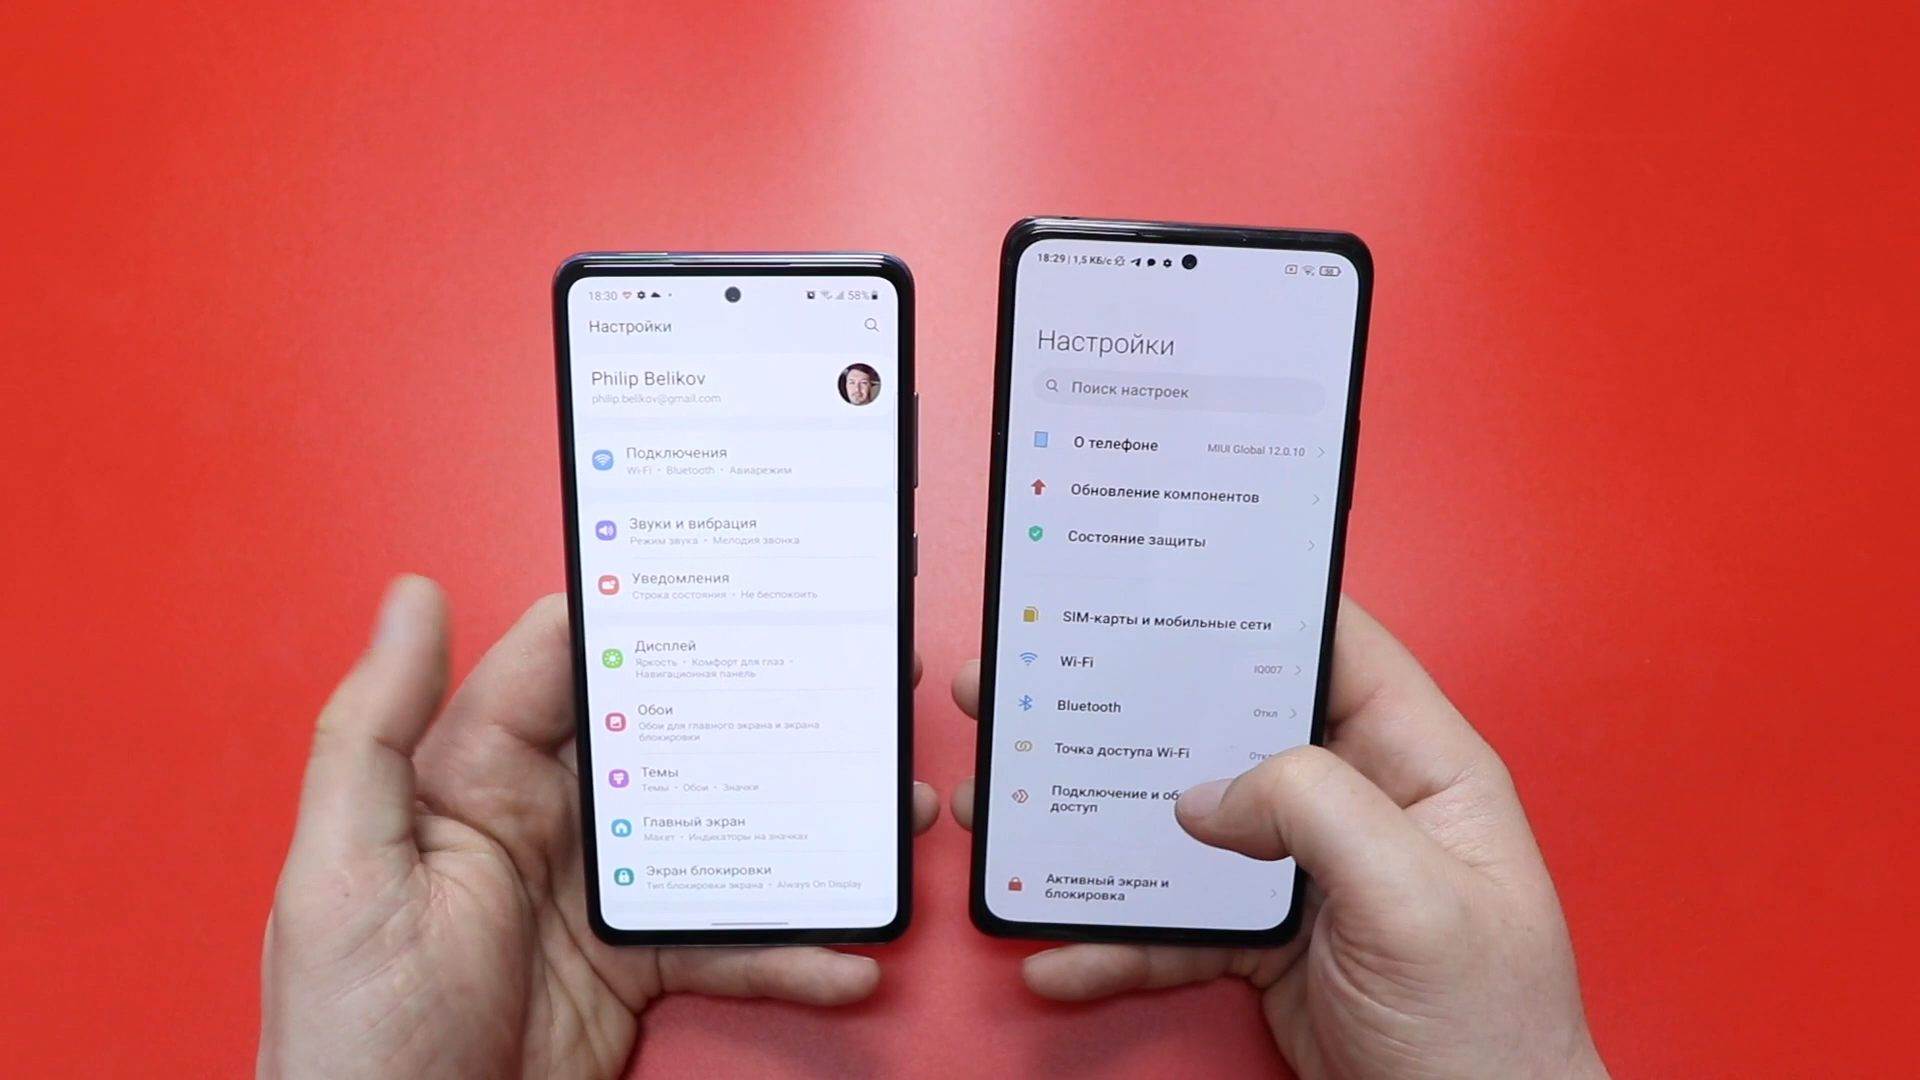 18:30
58%
Настройки
Philip Belikov
philip.belikov@gmail.com
Подключения
Wi-Fi • Bluetooth • Авиарежим
Звуки и вибрация
Режим звука • Мелодия звонка
Уведомления
Строка состояния • Не беспокоить
Дисплей
Яркость • Комфорт для глаз •
Навигационная панель
Обои
Обои для главного экрана и экрана
блокировки
Темы
Темы • Обои • Значки
Главный экран
Макет • Индикаторы на значках
Экран блокировки
Тип блокировки экрана • Always On Display
18:29 | 1,5 КБ/с
58
Настройки
Поиск настроек
О телефоне
MIUI Global 12.0.10
Обновление компонентов
Состояние защиты
SIM-карты и мобильные сети
Wi-Fi
IQ007
Bluetooth
Откл
Точка доступа Wi-Fi
Откл
Подключение и об
доступ
Активный экран и
блокировка